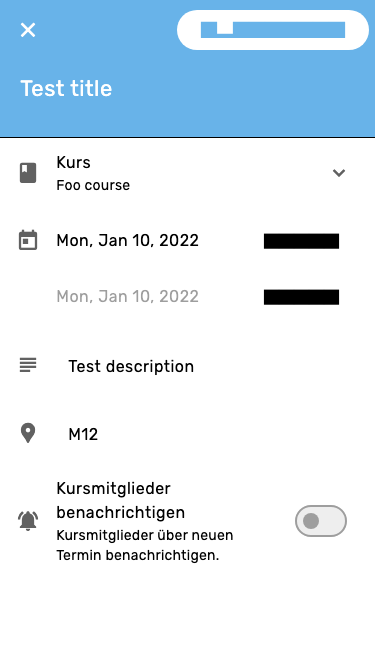 Test title
Kurs
Foo course
Mon, Jan 10, 2022
Mon, Jan 10, 2022
Test description
M12
Kursmitglieder
benachrichtigen
Kursmitglieder über neuen
Termin benachrichtigen.